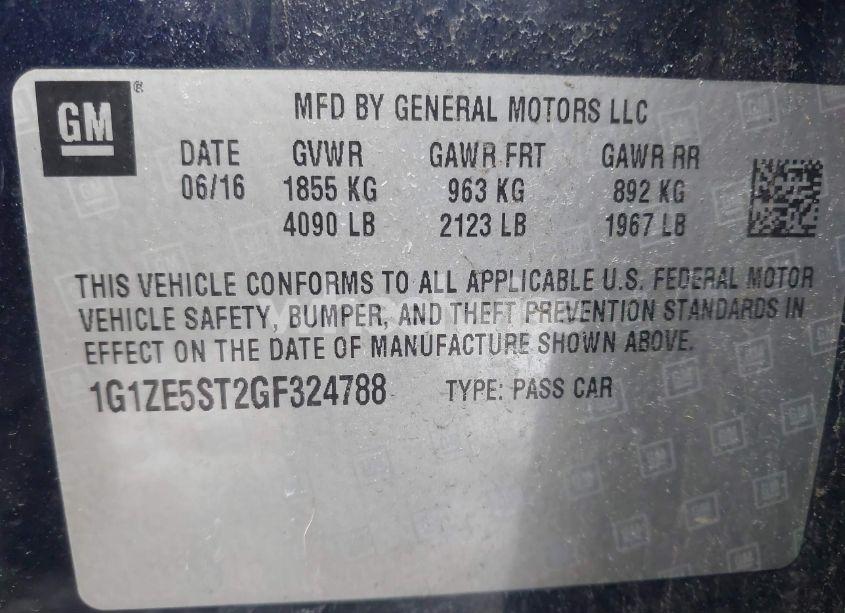 GM ®
MFD BY GENERAL MOTORS LLC
DATE GVWR GAWR FRT GAWR RR
06/16 1855 KG 963 KG 892 KG
4090 LB 2123 LB 1967 LB
THIS VEHICLE CONFORMS TO ALL APPLICABLE U.S. FEDERAL MOTOR
VEHICLE SAFETY, BUMPER, AND THEFT PREVENTION STANDARDS IN
EFFECT ON THE DATE OF MANUFACTURE SHOWN ABOVE.
1G1ZE5ST2GF324788 TYPE: PASS CAR